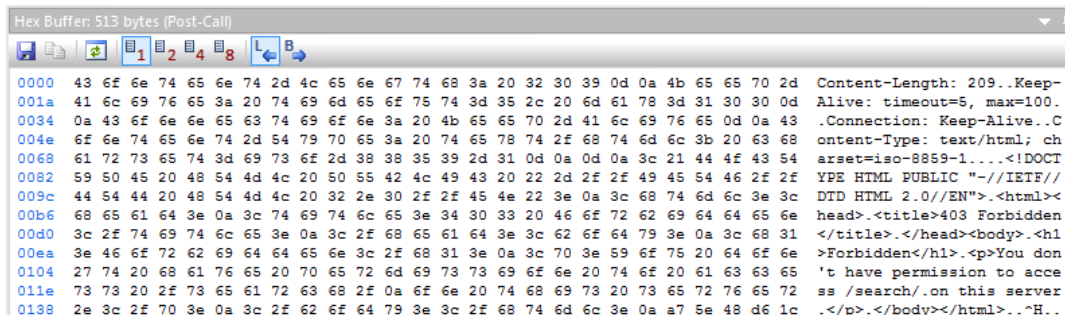 Hex Buffer: 513 bytes (Post-Call)
1 2 4 8 L B
0000 43 6f 6e 74 65 6e 74 2d 4c 65 6e 67 74 68 3a 20 32 30 39 0d 0a 4b 65 65 70 2d Content-Length: 209..Keep-
001a 41 6c 69 76 65 3a 20 74 69 6d 65 6f 75 74 3d 35 2c 20 6d 61 78 3d 31 30 30 0d Alive: timeout=5, max=100.
0034 0a 43 6f 6e 6e 65 63 74 69 6f 6e 3a 20 4b 65 65 70 2d 41 6c 69 76 65 0d 0a 43 .Connection: Keep-Alive..C
004e 6f 6e 74 65 6e 74 2d 54 79 70 65 3a 20 74 65 78 74 2f 68 74 6d 6c 3b 20 63 68 ontent-Type: text/html; ch
0068 61 72 73 65 74 3d 69 73 6f 2d 38 38 35 39 2d 31 0d 0a 0d 0a 3c 21 44 4f 43 54 arset=iso-8859-1....<!DOCT
0082 59 50 45 20 48 54 4d 4c 20 50 55 42 4c 49 43 20 22 2d 2f 2f 49 45 54 46 2f 2f YPE HTML PUBLIC "-//IETF//
009c 44 54 44 20 48 54 4d 4c 20 32 2e 30 2f 2f 45 4e 22 3e 0a 3c 68 74 6d 6c 3e 3c DTD HTML 2.0//EN">.<html><
00b6 68 65 61 64 3e 0a 3c 74 69 74 6c 65 3e 34 30 33 20 46 6f 72 62 69 64 64 65 6e head>.<title>403 Forbidden
00d0 3c 2f 74 69 74 6c 65 3e 0a 3c 2f 68 65 61 64 3e 3c 62 6f 64 79 3e 0a 3c 68 31 </title>.</head><body>.<h1
00ea 3e 46 6f 72 62 69 64 64 65 6e 3c 2f 68 31 3e 0a 3c 70 3e 59 6f 75 20 64 6f 6e >Forbidden</h1>.<p>You don
0104 27 74 20 68 61 76 65 20 70 65 72 6d 69 73 73 69 6f 6e 20 74 6f 20 61 63 63 65 't have permission to acce
011e 73 73 20 2f 73 65 61 72 63 68 2f 0a 6f 6e 20 74 68 69 73 20 73 65 72 76 65 72 ss /search/.on this server
0138 2e 3c 2f 70 3e 0a 3c 2f 62 6f 64 79 3e 3c 2f 68 74 6d 6c 3e 0a a7 5e 48 d6 1c .</p>.</body></html>..^H..